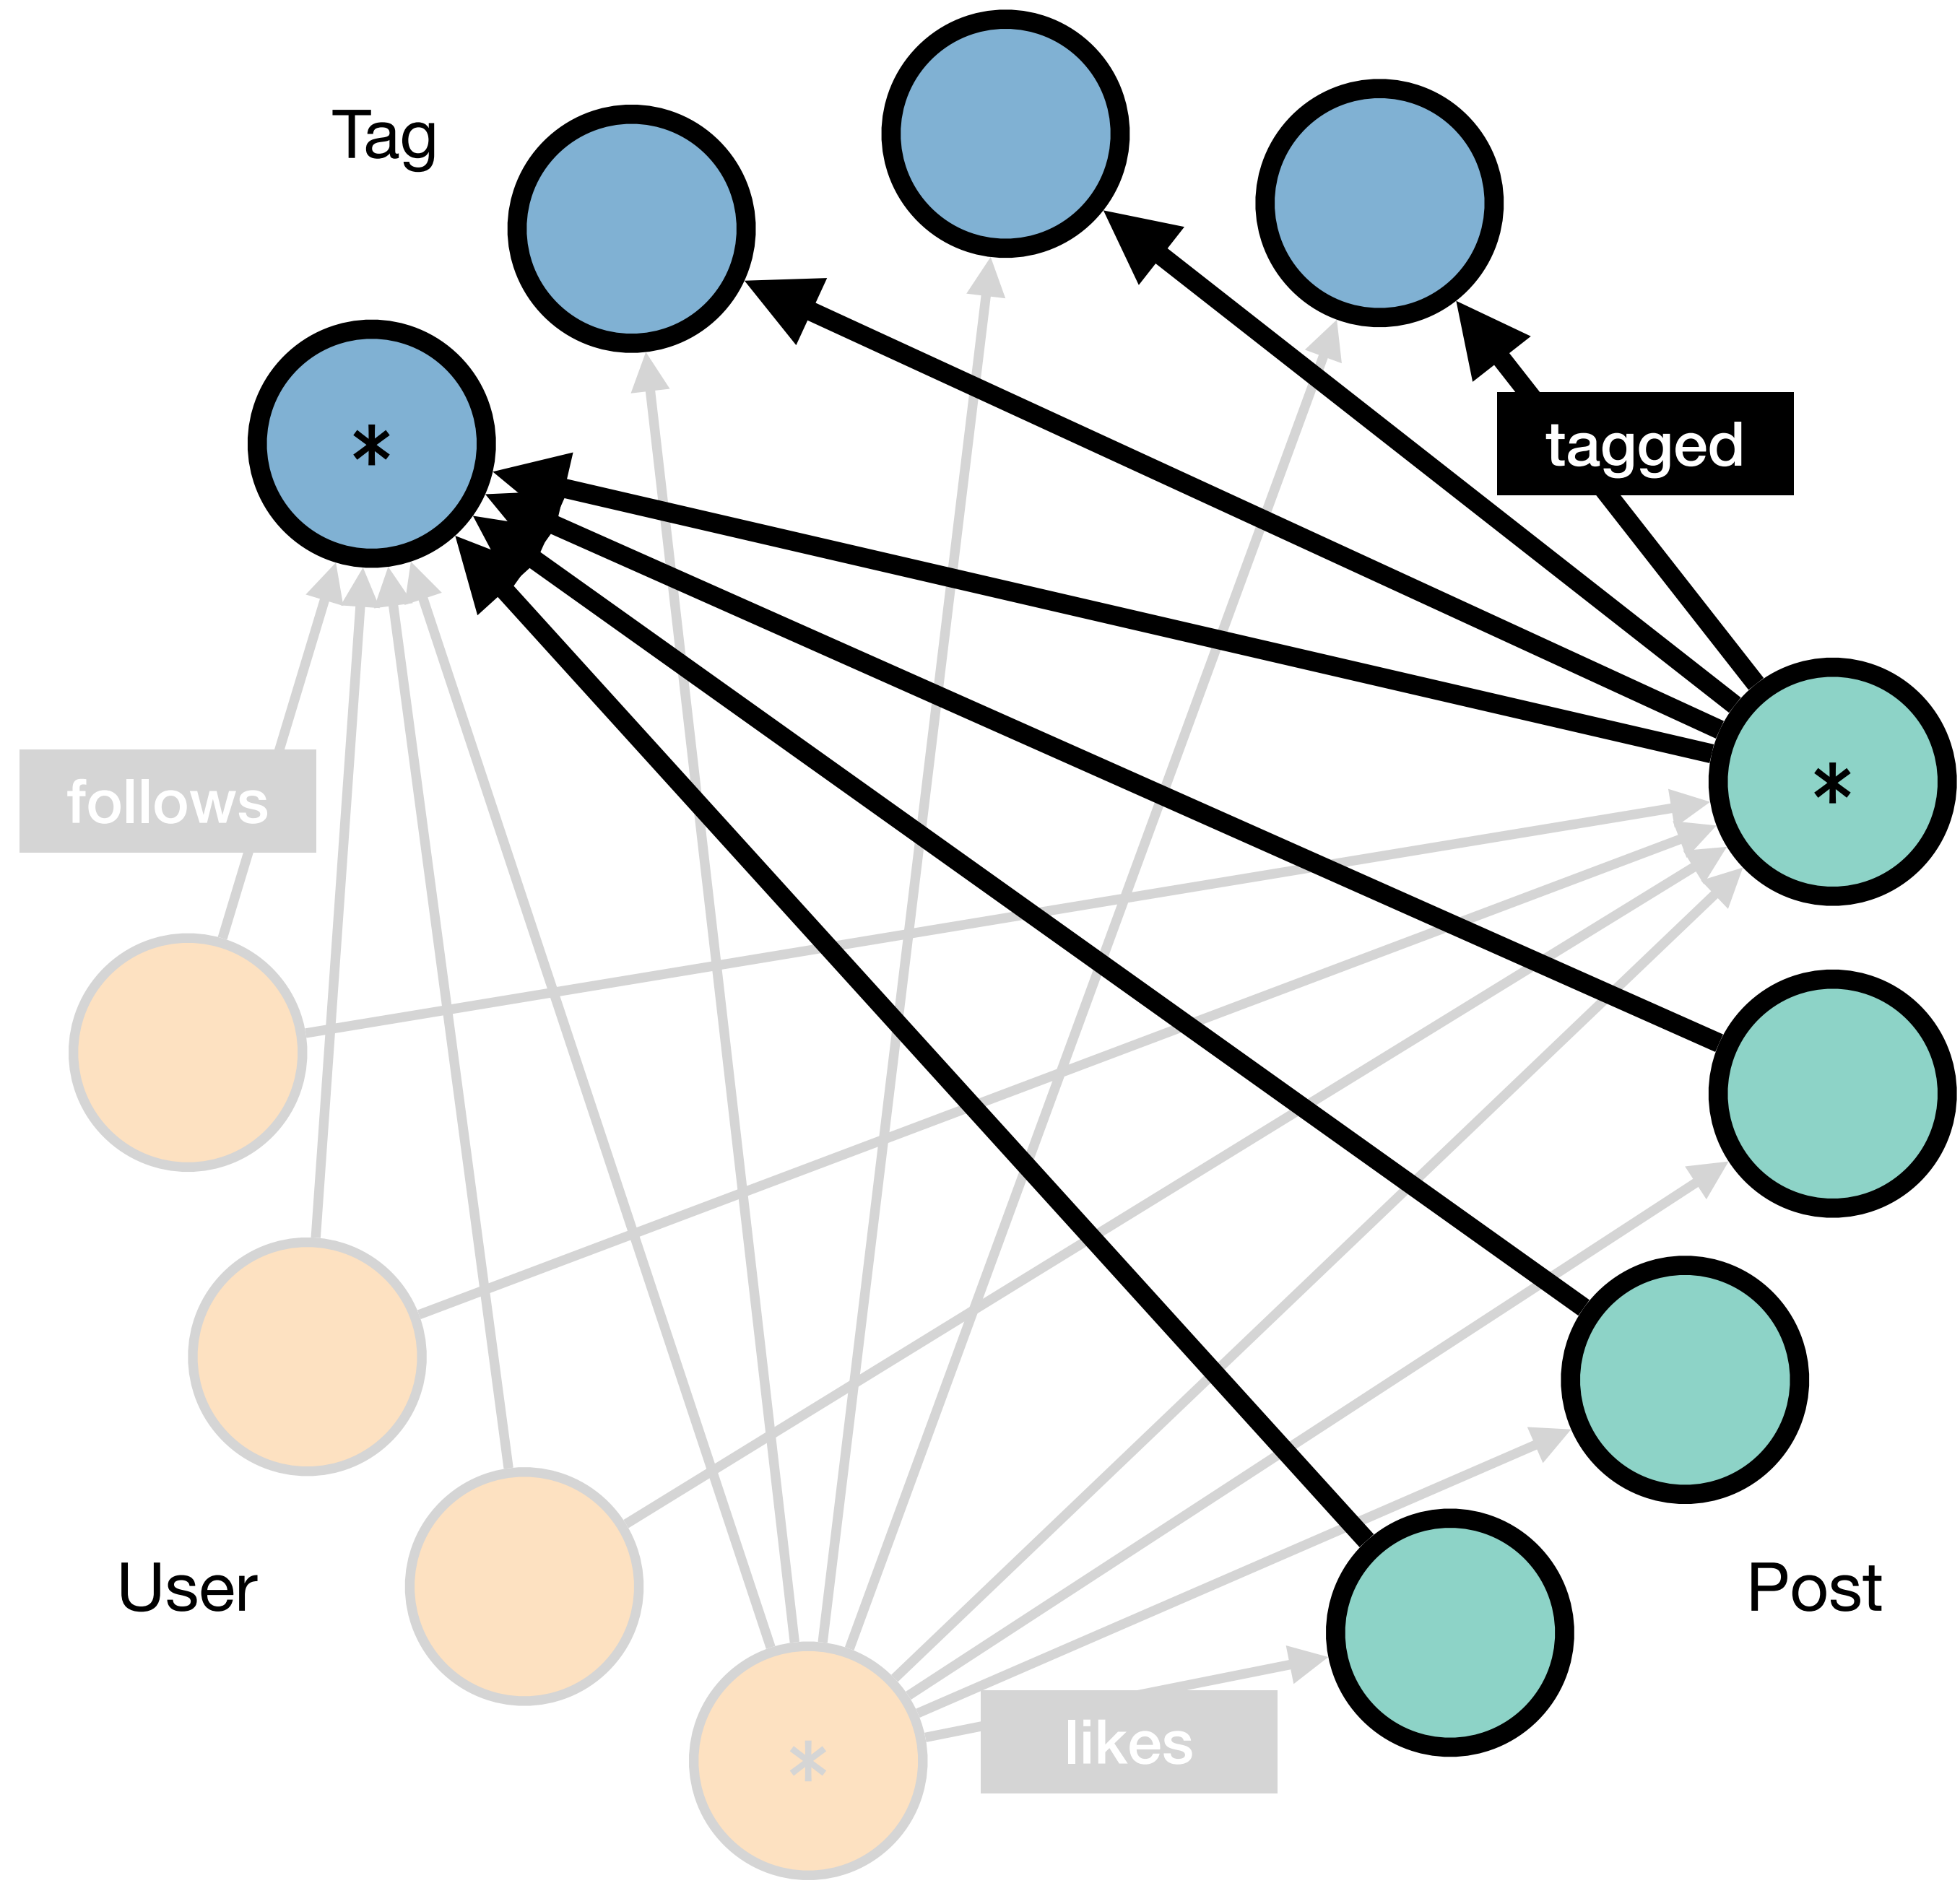 Tag
*
tagged
*
follows
User
Post
likes
*